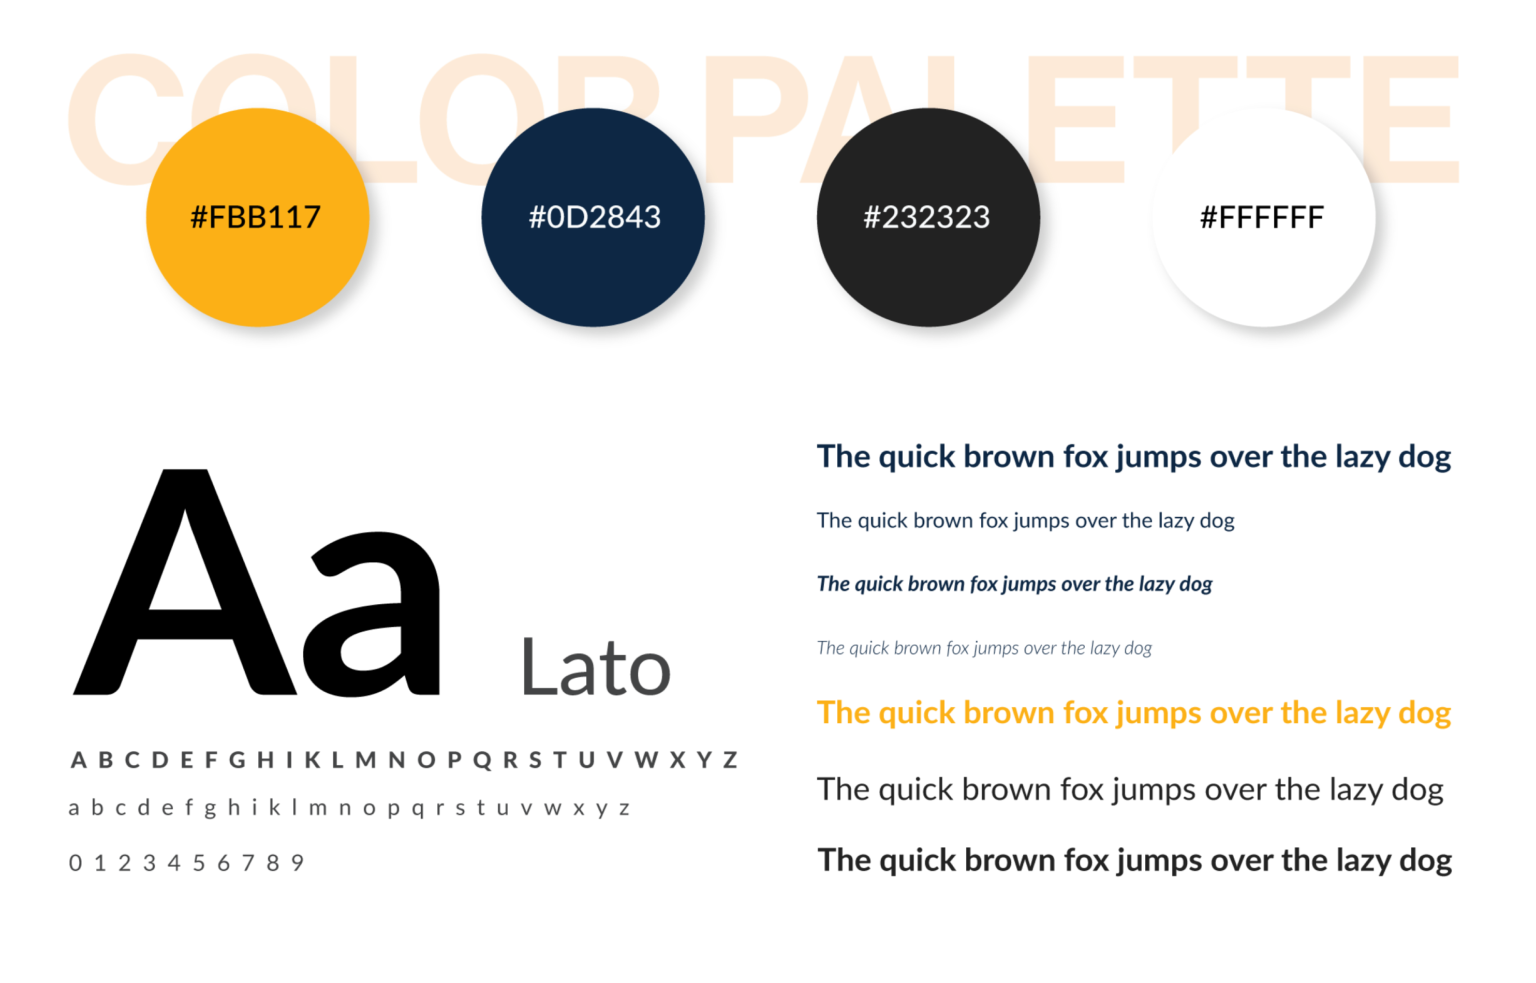 COLOR PALETTE
#FBB117
#0D2843
#232323
#FFFFFF
Aa
Lato
A B C D E F G H I K L M N O P Q R S T U V W X Y Z
a b c d e f g h i k l m n o p q r s t u v w x y z
0 1 2 3 4 5 6 7 8 9
The quick brown fox jumps over the lazy dog
The quick brown fox jumps over the lazy dog
The quick brown fox jumps over the lazy dog
The quick brown fox jumps over the lazy dog
The quick brown fox jumps over the lazy dog
The quick brown fox jumps over the lazy dog
The quick brown fox jumps over the lazy dog